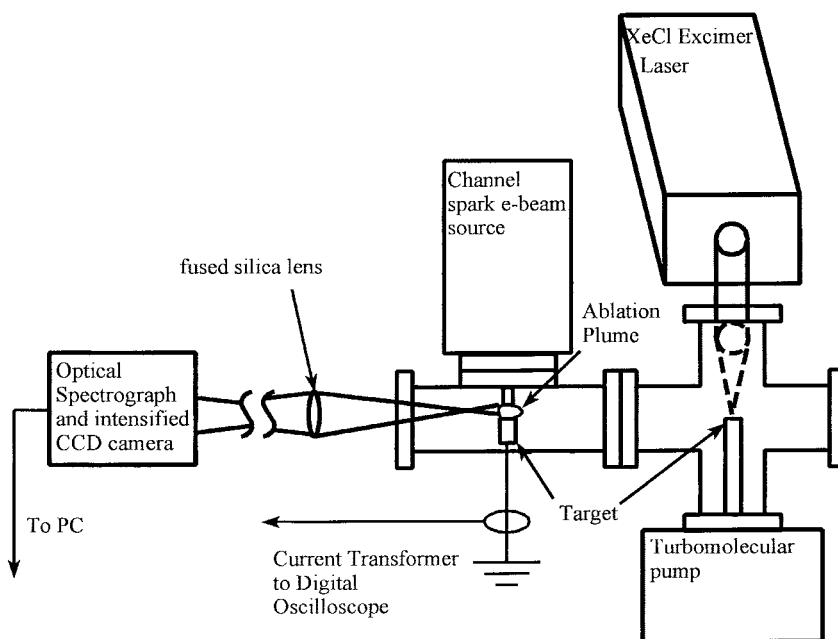 XeCl Excimer
Laser
Channel
spark e-beam
source
fused silica lens
Ablation
Plume
Optical
Spectrograph
and intensified
CCD camera
To PC
Target
Current Transformer
to Digital
Oscilloscope
Turbomolecular
pump